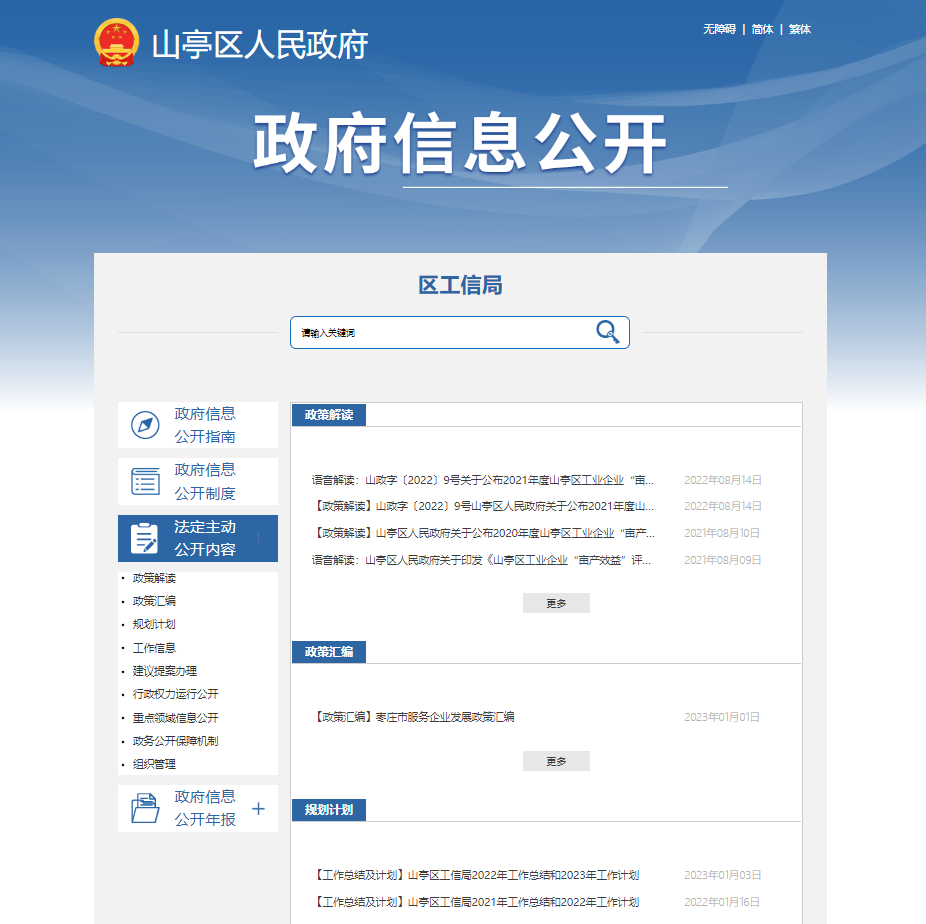 山亭区人民政府
无障碍 | 简体 | 繁体
政府信息公开
区工信局
请输入关键词
政府信息
公开指南
政府信息
公开制度
法定主动
公开内容
• 政策解读
• 政策汇编
• 规划计划
• 工作信息
• 建议提案办理
• 行政权力运行公开
• 重点领域信息公开
• 政务公开保障机制
• 组织管理
政府信息
公开年报 +
政策解读
语音解读：山政字〔2022〕9号关于公布2021年度山亭区工业企业“亩... 2022年08月14日
【政策解读】山政字〔2022〕9号山亭区人民政府关于公布2021年度山... 2022年08月14日
【政策解读】山亭区人民政府关于公布2020年度山亭区工业企业“亩产... 2021年08月10日
语音解读：山亭区人民政府关于印发《山亭区工业企业“亩产效益”评... 2021年08月09日
更多
政策汇编
【政策汇编】枣庄市服务企业发展政策汇编 2023年01月01日
更多
规划计划
【工作总结及计划】山亭区工信局2022年工作总结和2023年工作计划 2023年01月03日
【工作总结及计划】山亭区工信局2021年工作总结和2022年工作计划 2022年01月16日